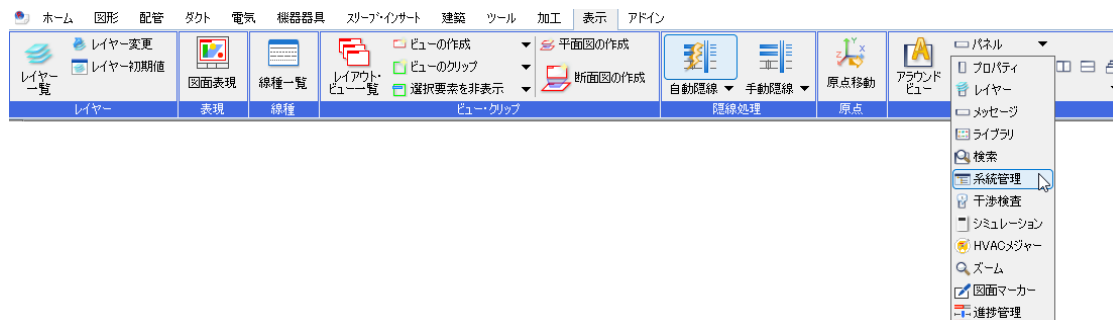 ホーム 図形 配管 ダクト 電気 機器器具 スリーブ・インサート 建築 ツール 加工 表示 アドイン
レイヤー一覧
レイヤー変更
レイヤー初期値
レイヤー
図面表現
表現
線種一覧
線種
レイアウト・ビュー一覧
ビューの作成
ビューのクリップ
選択要素を非表示
平面図の作成
断面図の作成
ビュー・クリップ
自動隠線
手動隠線
隠線処理
原点移動
原点
アラウンドビュー
パネル
プロパティ
レイヤー
メッセージ
ライブラリ
検索
系統管理
干渉検査
シミュレーション
HVACメジャー
ズーム
図面マーカー
進捗管理